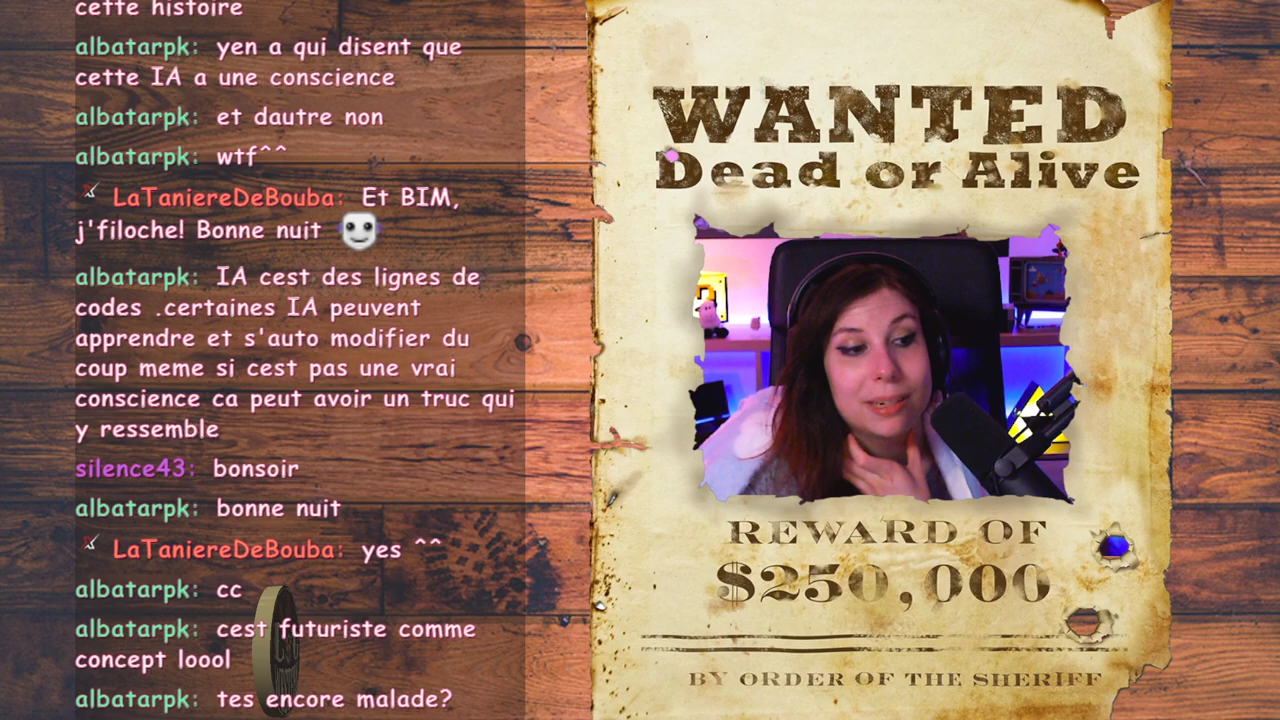 cette histoire
albatarpk: yen a qui disent que
cette IA a une conscience
albatarpk: et dautre non
albatarpk: wtf^^
LaTaniereDeBouba: Et BIM,
j'filoche! Bonne nuit
albatarpk: IA cest des lignes de
codes .certaines IA peuvent
apprendre et s'auto modifier du
coup meme si cest pas une vrai
conscience ca peut avoir un truc qui
y ressemble
silence43: bonsoir
albatarpk: bonne nuit
LaTaniereDeBouba: yes ^^
albatarpk: cc
albatarpk: cest futuriste comme
concept loool
albatarpk: tes encore malade?
WANTED
Dead or Alive
REWARD OF
$250,000
BY ORDER OF THE SHERIFF